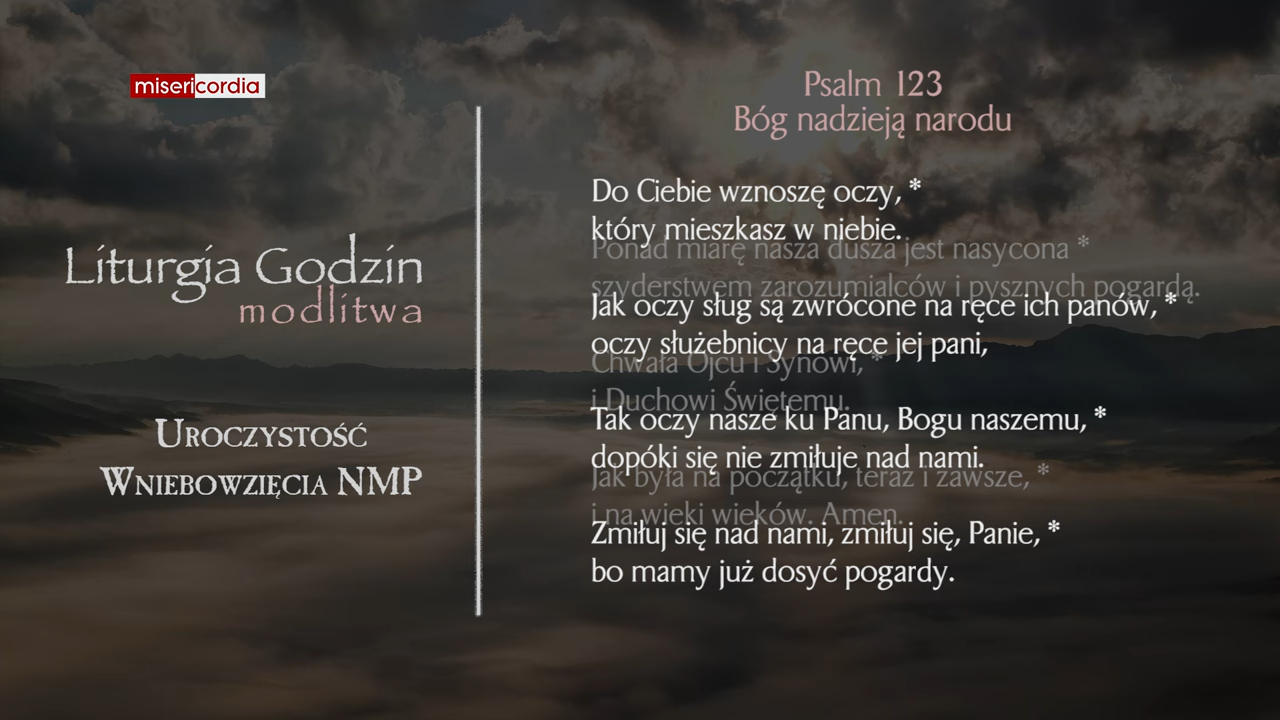 misericordia
Liturgia Godzin
modlitwa
Uroczystość
Wniebowzięcia NMP
Psalm 123
Bóg nadzieją narodu
Do Ciebie wznoszę oczy, *
który mieszkasz w niebie.
Ponad miarę nasza dusza jest nasycona *
szyderstwem zarozumialców i pysznych pogardą.
Jak oczy sług są zwrócone na ręce ich panów, *
oczy służebnicy na ręce jej pani,
Chwała Ojcu i Synowi, *
i Duchowi Świętemu.
Tak oczy nasze ku Panu, Bogu naszemu, *
dopóki się nie zmiłuje nad nami.
Jak była na początku, teraz i zawsze, *
i na wieki wieków. Amen.
Zmiłuj się nad nami, zmiłuj się, Panie, *
bo mamy już dosyć pogardy.